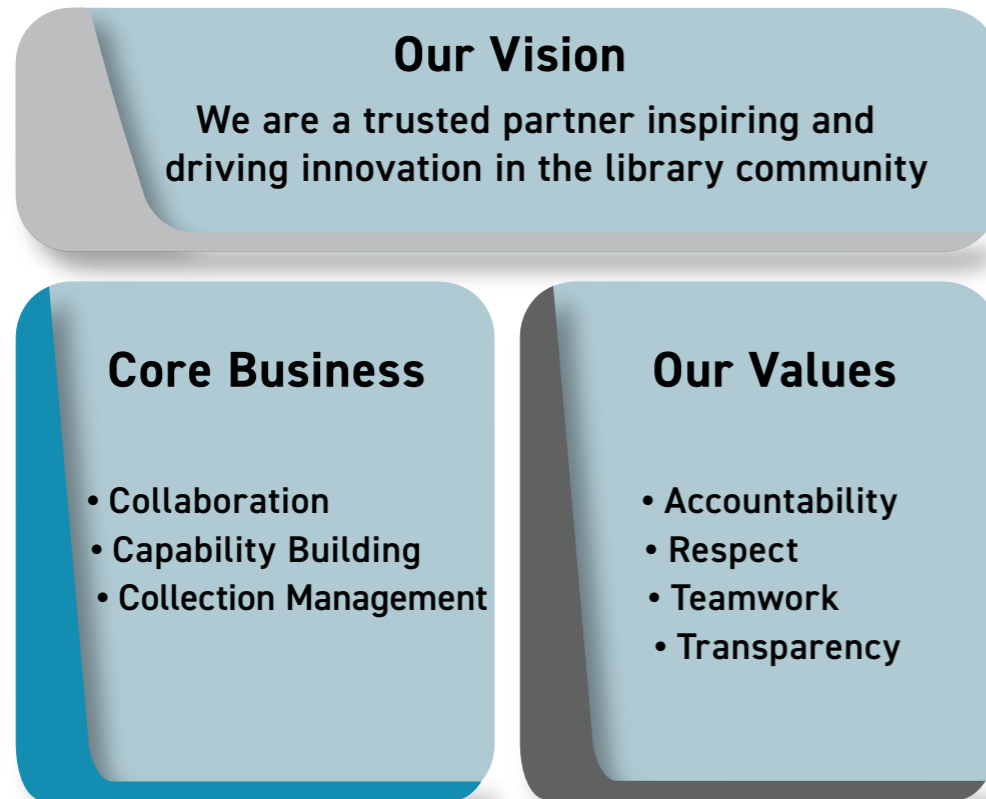 Our Vision
We are a trusted partner inspiring and
driving innovation in the library community
Core Business
• Collaboration
• Capability Building
• Collection Management
Our Values
• Accountability
• Respect
• Teamwork
• Transparency